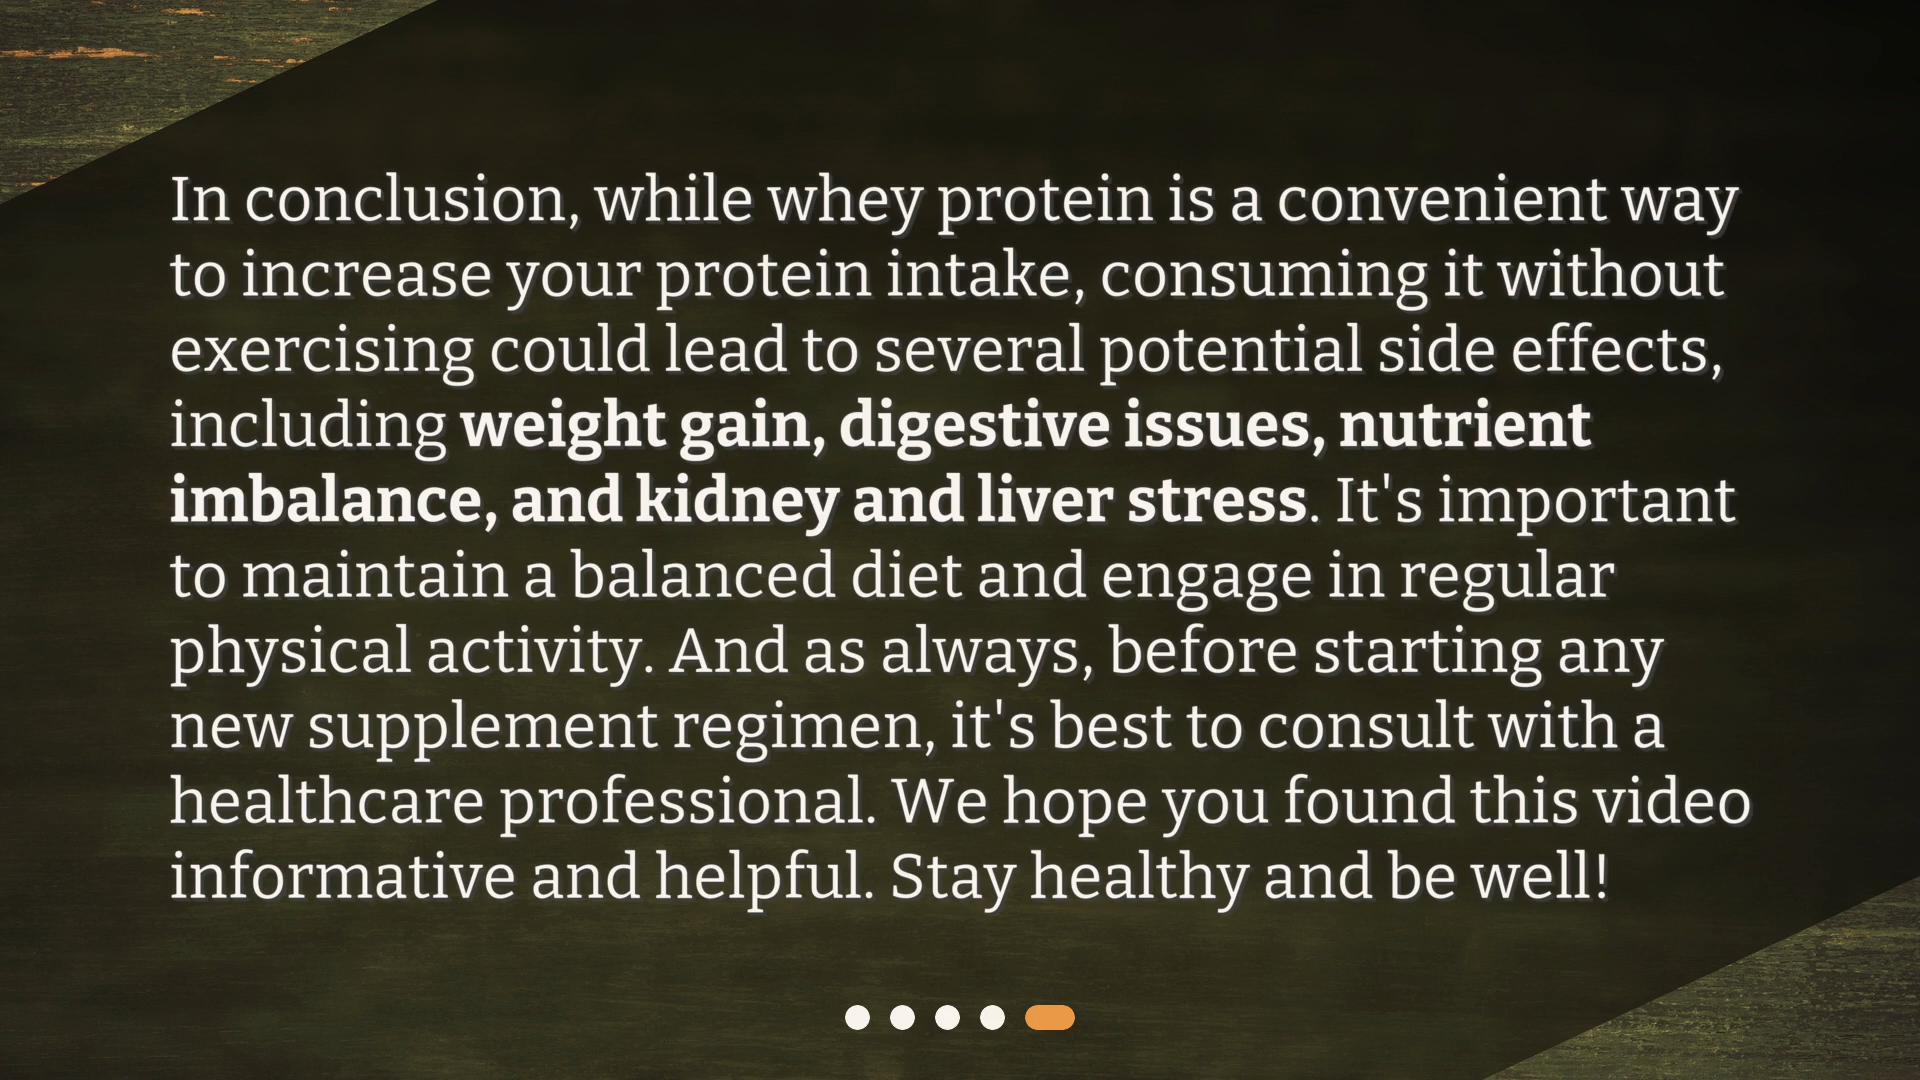 In conclusion, while whey protein is a convenient way
to increase your protein intake, consuming it without
exercising could lead to several potential side effects,
including weight gain, digestive issues, nutrient
imbalance, and kidney and liver stress. It's important
to maintain a balanced diet and engage in regular
physical activity. And as always, before starting any
new supplement regimen, it's best to consult with a
healthcare professional. We hope you found this video
informative and helpful. Stay healthy and be well!